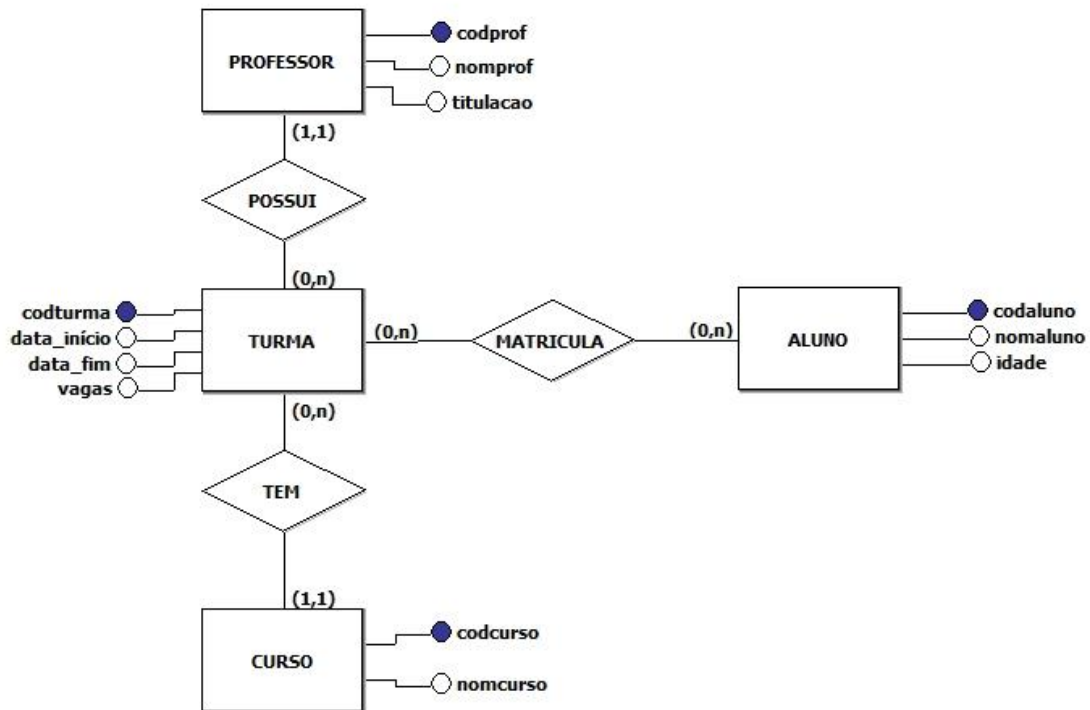 PROFESSOR
codprof
nomprof
titulacao
(1,1)
POSSUI
(0,n)
codturma
data_início
data_fim
vagas
TURMA
(0,n)
MATRICULA
(0,n)
ALUNO
codaluno
nomaluno
idade
(0,n)
TEM
(1,1)
CURSO
codcurso
nomcurso